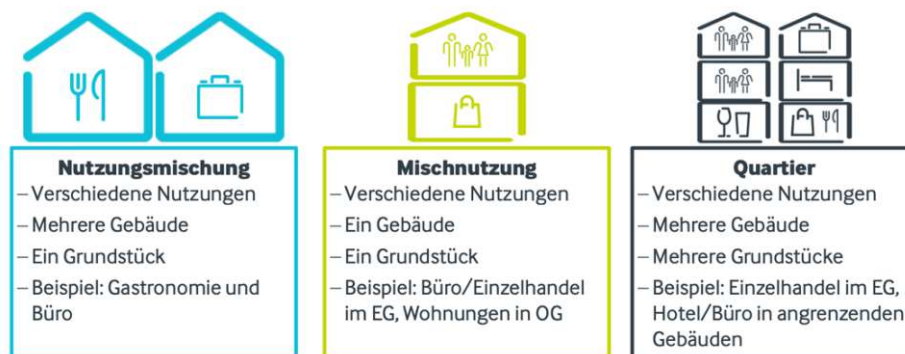 Nutzungsmischung
– Verschiedene Nutzungen
– Mehrere Gebäude
– Ein Grundstück
– Beispiel: Gastronomie und
Büro
Mischnutzung
– Verschiedene Nutzungen
– Ein Gebäude
– Ein Grundstück
– Beispiel: Büro/Einzelhandel
im EG, Wohnungen in OG
Quartier
– Verschiedene Nutzungen
– Mehrere Gebäude
– Mehrere Grundstücke
– Beispiel: Einzelhandel im EG,
Hotel/Büro in angrenzenden
Gebäuden